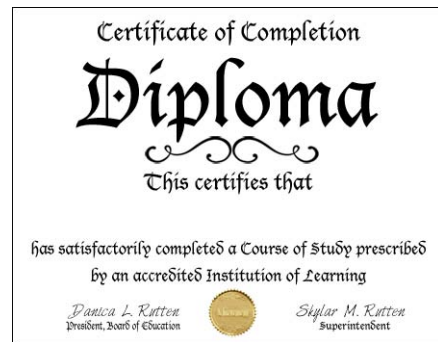 Certificate of Completion
Diploma
This certifies that
has satisfactorily completed a Course of Study prescribed
by an accredited Institution of Learning
Danica L. Rutten
President, Board of Education
Skylar M. Rutten
Superintendent